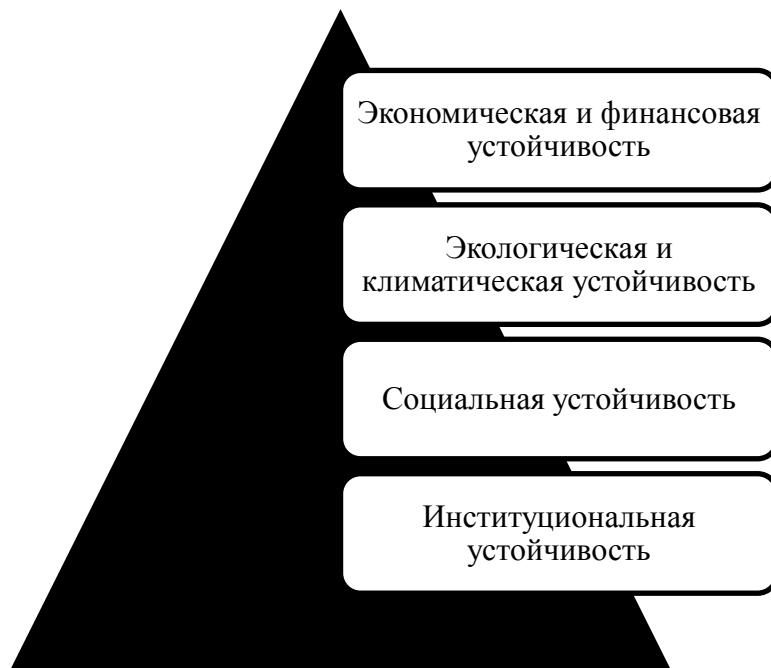 Экономическая и финансовая
устойчивость
Экологическая и
климатическая устойчивость
Социальная устойчивость
Институциональная
устойчивость